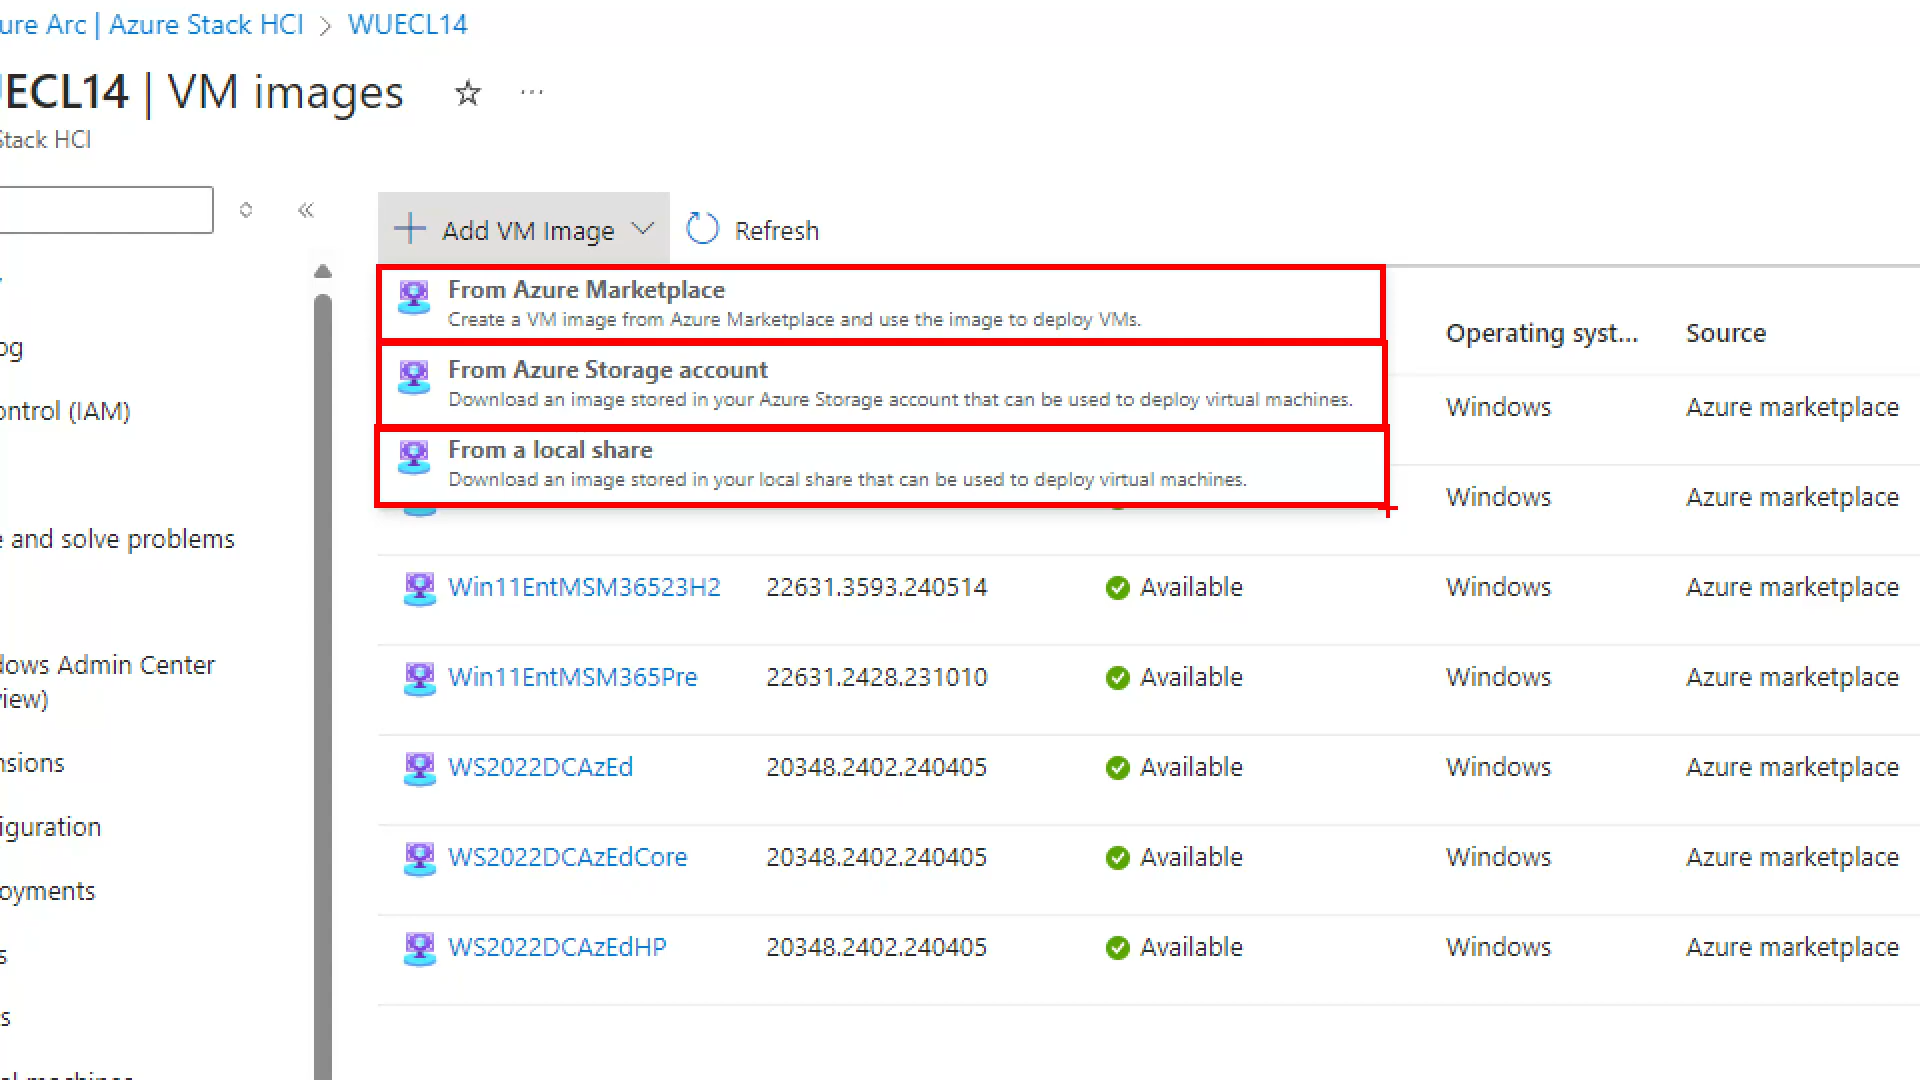 ure Arc | Azure Stack HCI > WUECL14
ECL14 | VM images ☆ ...
Stack HCI
Add VM Image Refresh
From Azure Marketplace
Create a VM image from Azure Marketplace and use the image to deploy VMs.
Operating syst... Source
og
From Azure Storage account
Download an image stored in your Azure Storage account that can be used to deploy virtual machines.
Windows Azure marketplace
ontrol (IAM)
From a local share
Download an image stored in your local share that can be used to deploy virtual machines.
Windows Azure marketplace
e and solve problems
Win11EntMSM36523H2 22631.3593.240514 Available Windows Azure marketplace
dows Admin Center
view)
Win11EntMSM365Pre 22631.2428.231010 Available Windows Azure marketplace
nsions
WS2022DCAzEd 20348.2402.240405 Available Windows Azure marketplace
iguration
WS2022DCAzEdCore 20348.2402.240405 Available Windows Azure marketplace
oyments
WS2022DCAzEdHP 20348.2402.240405 Available Windows Azure marketplace
s
s